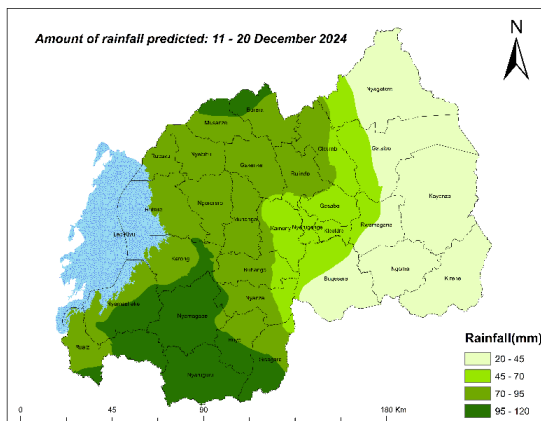 Amount of rainfall predicted: 11 - 20 December 2024
N
Nyagatare
Burera
Musanze
Rubavu
Nyabihu
Gakenke
Gicumbi
Gatsibo
Rulindo
Kayonza
Ngororero
Rutsiro
Gasabo
Muhanga
Kamonyi
Nyarugenge
Kicukiro
Rwamagana
Lac Kivu
Karongi
Ruhango
Bugesera
Ngoma
Kirehe
Nyanza
Nyamasheke
Nyamagabe
Huye
Rusizi
Gisagara
Nyaruguru
Rainfall(mm)
20 - 45
45 - 70
70 - 95
95 - 120
0 45 90 180 Km